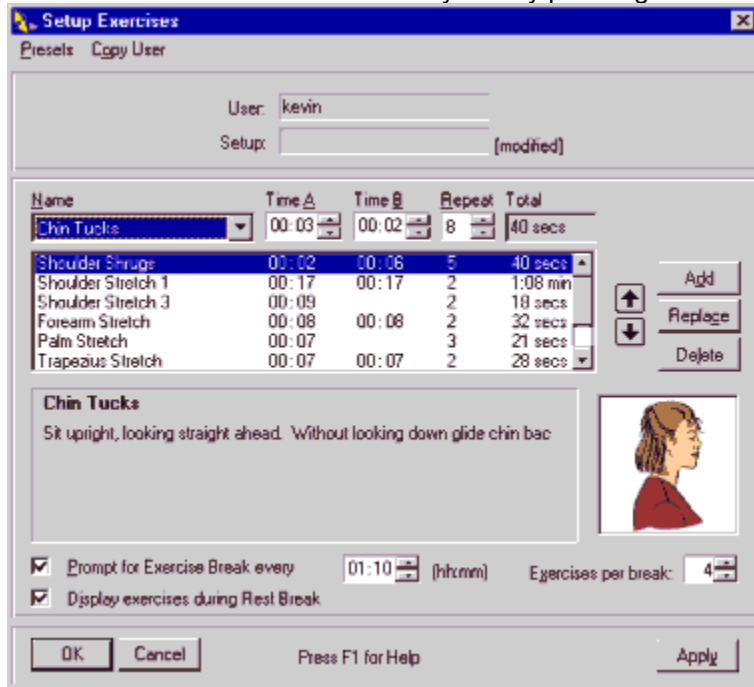 Setup Exercises
Presets Copy User
User: kevin
Setup: [modified]
Name Time A Time B Repeat Total
Chin Tucks 00:03 00:02 8 40 secs
Shoulder Shrugs 00:02 00:06 5 40 secs
Shoulder Stretch 1 00:17 00:17 2 1:08 min
Shoulder Stretch 3 00:09 2 18 secs
Forearm Stretch 00:08 00:08 2 32 secs
Palm Stretch 00:07 3 21 secs
Trapezius Stretch 00:07 00:07 2 28 secs
Add
Replace
Delete
Chin Tucks
Sit upright, looking straight ahead. Without looking down glide chin bac
Prompt for Exercise Break every 01:10 (hh:mm) Exercises per break: 4
Display exercises during Rest Break
OK Cancel Press F1 for Help Apply